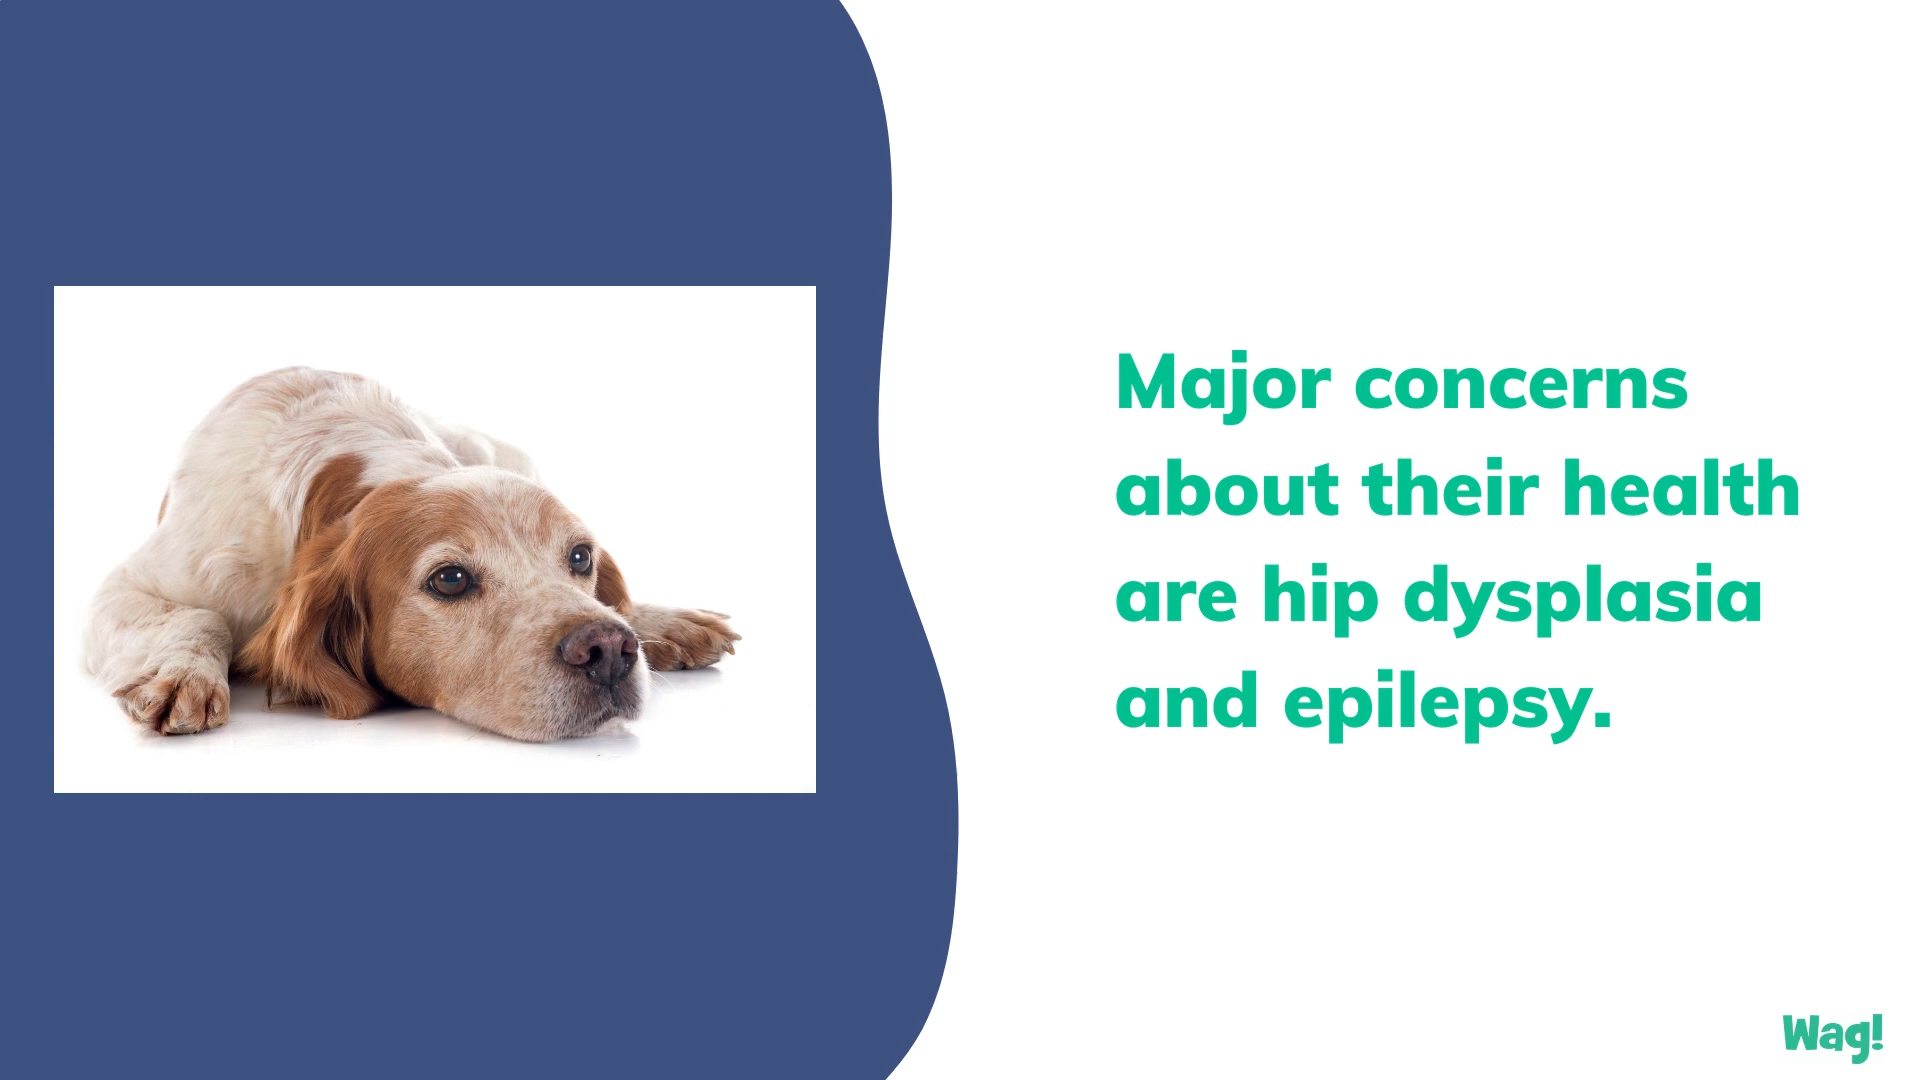 Major concerns
about their health
are hip dysplasia
and epilepsy.
Wag!